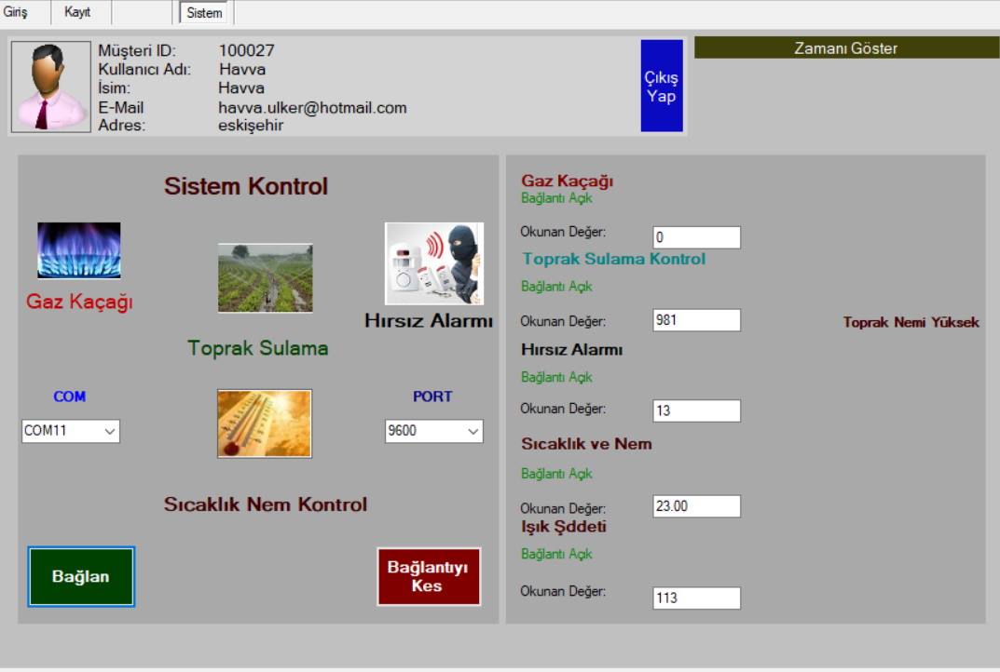 Giriş Kayıt Sistem
Müşteri ID: 100027
Kullanıcı Adı: Havva
İsim: Havva
E-Mail havva.ulker@hotmail.com
Adres: eskişehir
Çıkış
Yap
Zamanı Göster
Sistem Kontrol
Gaz Kaçağı
Toprak Sulama
Hırsız Alarmı
COM
COM11
PORT
9600
Sıcaklık Nem Kontrol
Bağlan
Bağlantıyı
Kes
Gaz Kaçağı
Bağlantı Açık
Okunan Değer: 0
Toprak Sulama Kontrol
Bağlantı Açık
Okunan Değer: 981 Toprak Nemi Yüksek
Hırsız Alarmı
Bağlantı Açık
Okunan Değer: 13
Sıcaklık ve Nem
Bağlantı Açık
Okunan Değer: 23.00
Işık Şddeti
Bağlantı Açık
Okunan Değer: 113